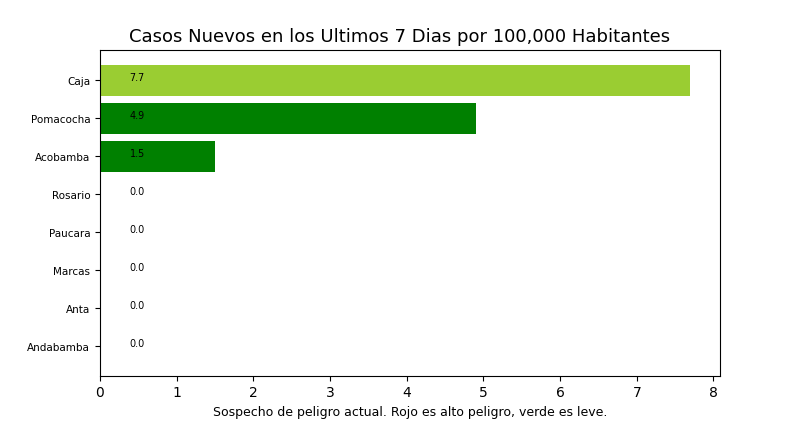 Casos Nuevos en los Ultimos 7 Dias por 100,000 Habitantes
Caja 7.7
Pomacocha 4.9
Acobamba 1.5
Rosario 0.0
Paucara 0.0
Marcas 0.0
Anta 0.0
Andabamba 0.0
0 1 2 3 4 5 6 7 8
Sospecho de peligro actual. Rojo es alto peligro, verde es leve.